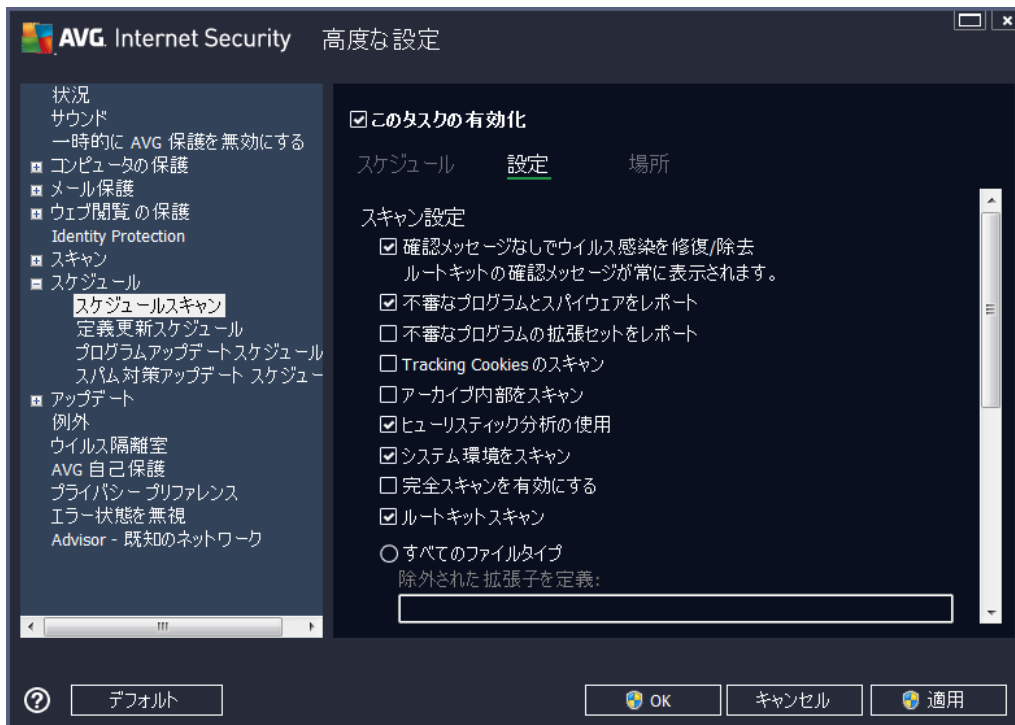 AVG. Internet Security 高度な設定
状況
サウンド
一時的に AVG 保護を無効にする
コンピュータの保護
メール保護
ウェブ閲覧 の保護
Identity Protection
スキャン
スケジュール
スケジュールスキャン
定義更新スケジュール
プログラムアップデートスケジュール
スパム対策アップデート スケジュー
アップデート
例外
ウイルス隔離室
AVG 自己保護
プライバシー プリファレンス
エラー状態を無視
Advisor - 既知のネットワーク
このタスクの有効化
スケジュール 設定 場所
スキャン設定
確認メッセージなしでウイルス感染を修復/除去
ルートキットの確認メッセージが常に表示されます。
不審なプログラムとスパイウェアをレポート
不審なプログラムの拡張セットをレポート
Tracking Cookies のスキャン
アーカイブ内部をスキャン
ヒューリスティック分析の使用
システム環境をスキャン
完全スキャンを有効にする
ルートキットスキャン
すべてのファイルタイプ
除外された拡張子を定義:
? デフォルト OK キャンセル 適用